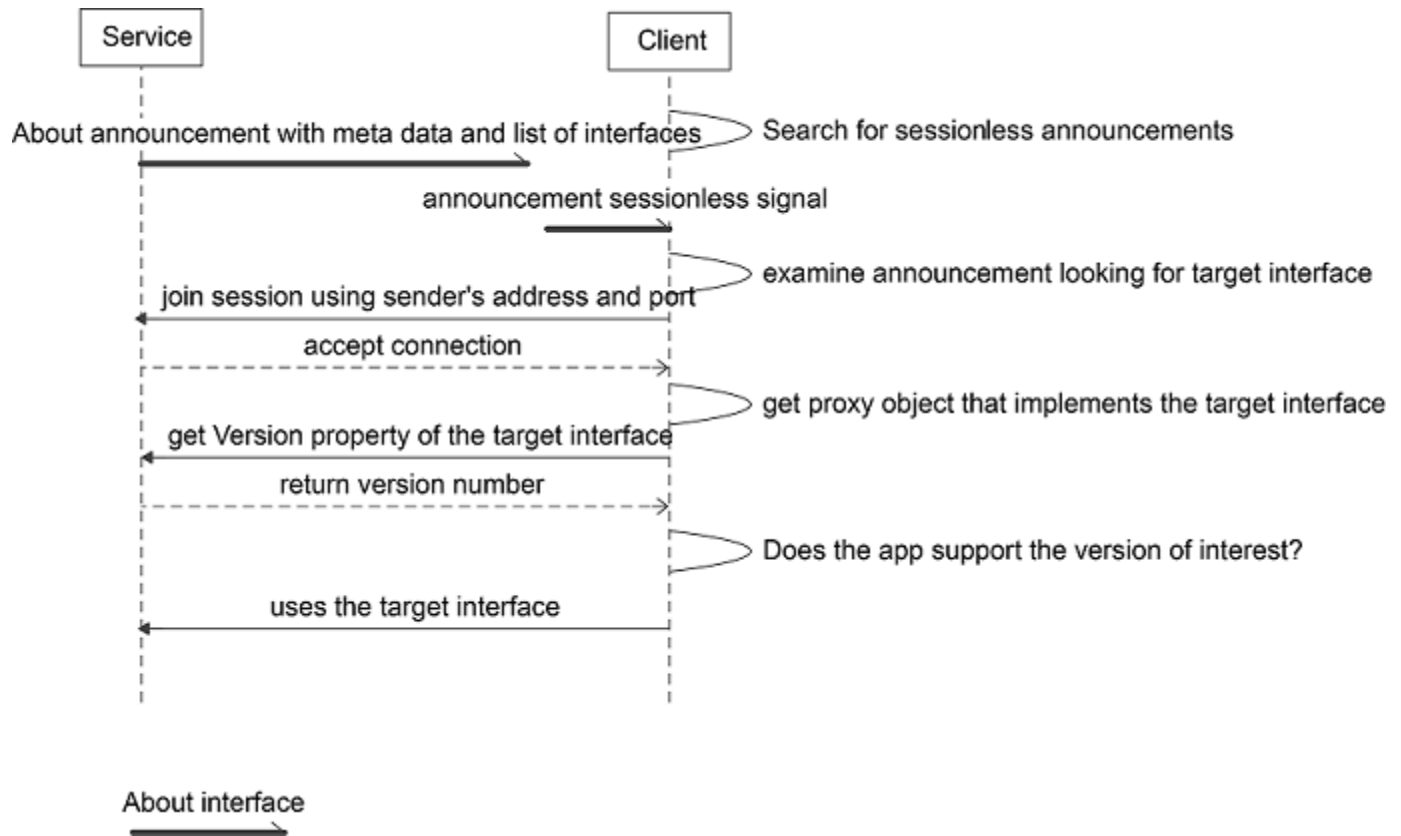 Service
Client
About announcement with meta data and list of interfaces
Search for sessionless announcements
announcement sessionless signal
examine announcement looking for target interface
join session using sender's address and port
accept connection
get proxy object that implements the target interface
get Version property of the target interface
return version number
Does the app support the version of interest?
uses the target interface
About interface